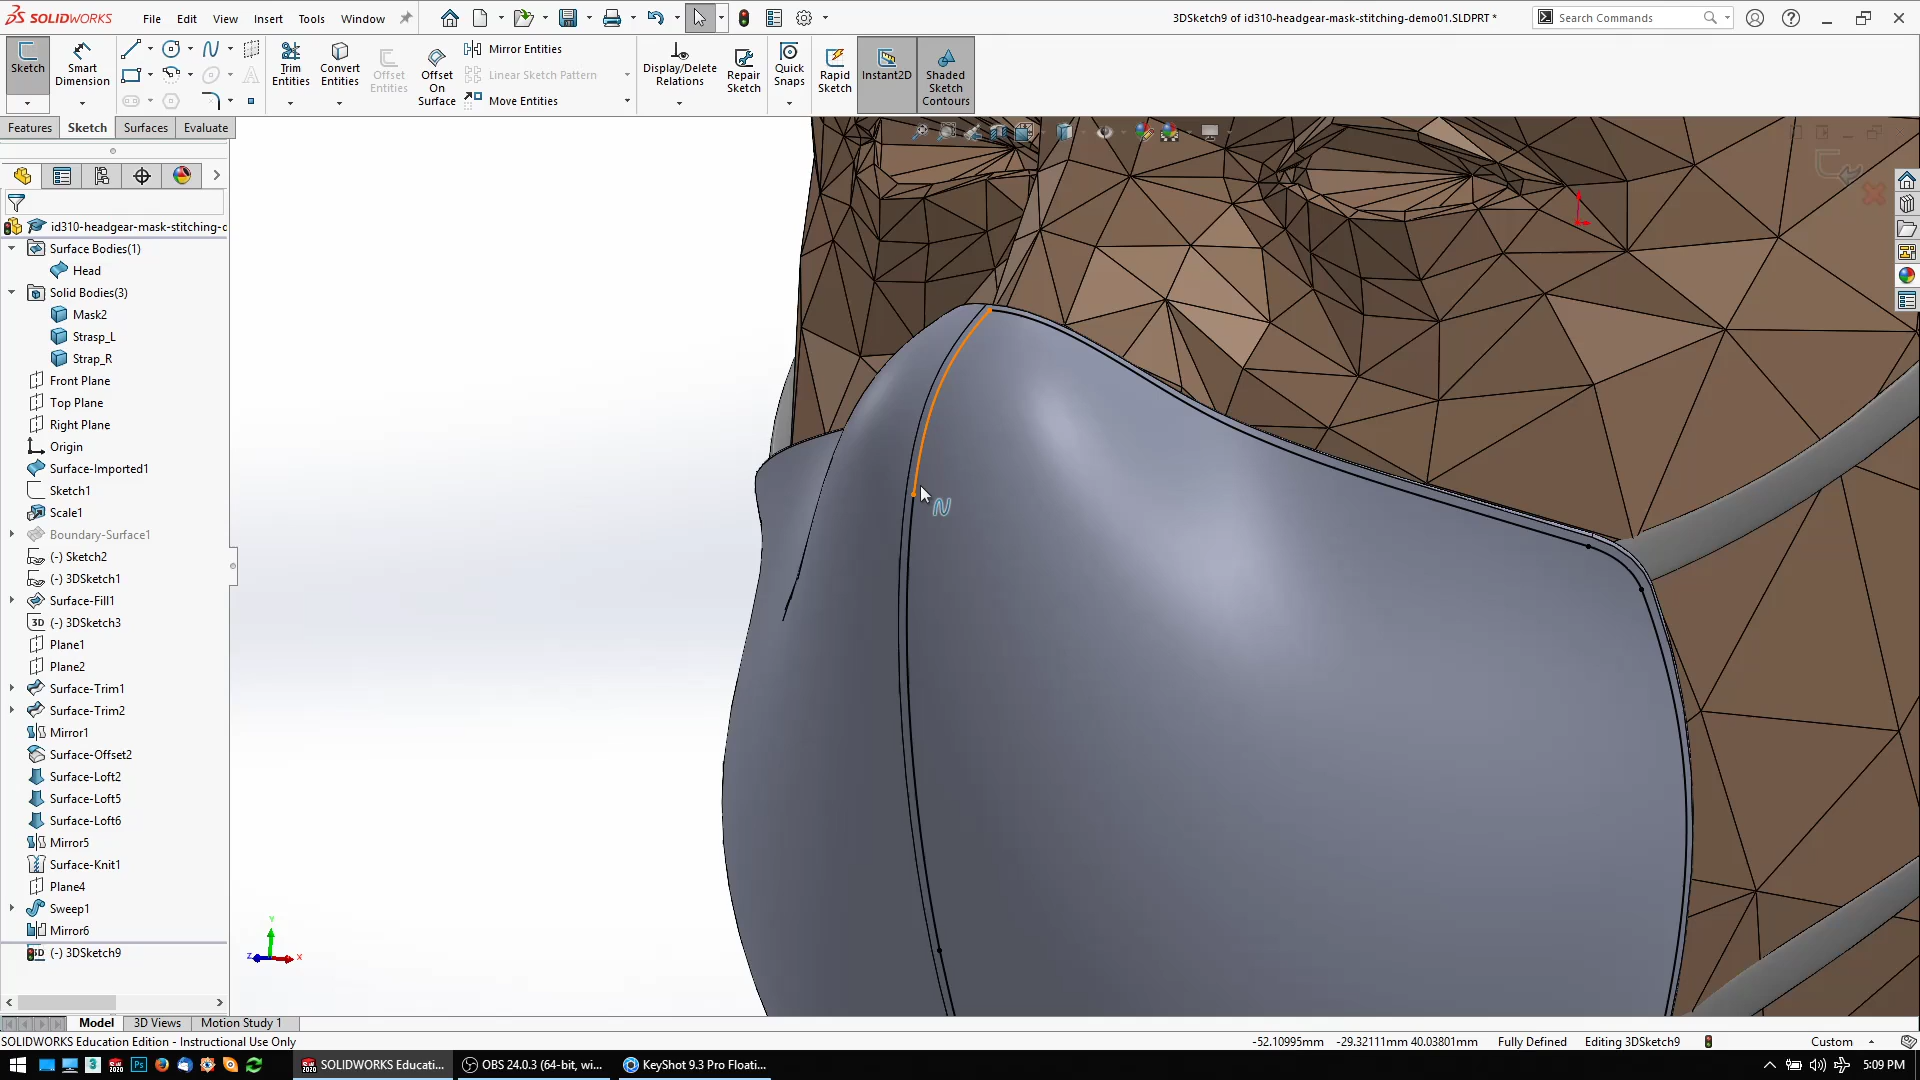 SOLIDWORKS File Edit View Insert Tools Window 3DSketch9 of id310-headgear-mask-stitching-demo01.SLDPRT * Search Commands
Sketch Smart Dimension Trim Entities Convert Entities Offset Entities Offset On Surface Mirror Entities Linear Sketch Pattern Move Entities Display/Delete Relations Repair Sketch Quick Snaps Rapid Sketch Instant2D Shaded Sketch Contours
Features Sketch Surfaces Evaluate
id310-headgear-mask-stitching-d
Surface Bodies(1)
Head
Solid Bodies(3)
Mask2
Strasp_L
Strap_R
Front Plane
Top Plane
Right Plane
Origin
Surface-Imported1
Sketch1
Scale1
Boundary-Surface1
(-) Sketch2
(-) 3DSketch1
Surface-Fill1
3D (-) 3DSketch3
Plane1
Plane2
Surface-Trim1
Surface-Trim2
Mirror1
Surface-Offset2
Surface-Loft2
Surface-Loft5
Surface-Loft6
Mirror5
Surface-Knit1
Plane4
Sweep1
Mirror6
3D (-) 3DSketch9
Y
Z X
Model 3D Views Motion Study 1
SOLIDWORKS Education Edition - Instructional Use Only -52.10995mm -29.32111mm 40.03801mm Fully Defined Editing 3DSketch9 Custom
SOLIDWORKS Educati... OBS 24.0.3 (64-bit, wi... KeyShot 9.3 Pro Floati... 5:09 PM